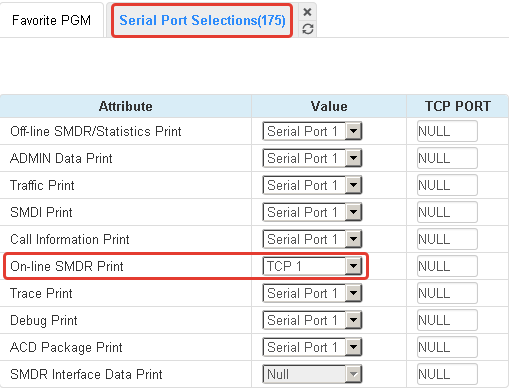 Favorite PGM Serial Port Selections(175)
Attribute Value TCP PORT
Off-line SMDR/Statistics Print Serial Port 1 NULL
ADMIN Data Print Serial Port 1 NULL
Traffic Print Serial Port 1 NULL
SMDI Print Serial Port 1 NULL
Call Information Print Serial Port 1 NULL
On-line SMDR Print TCP 1 NULL
Trace Print Serial Port 1 NULL
Debug Print Serial Port 1 NULL
ACD Package Print Serial Port 1 NULL
SMDR Interface Data Print Null NULL